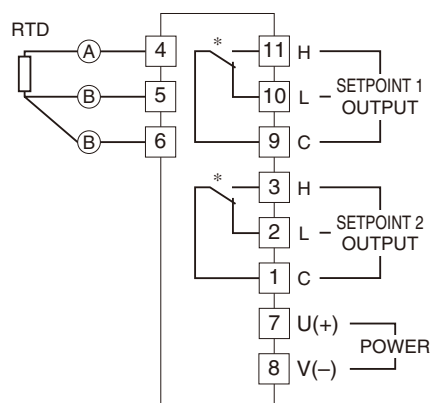 RTD
A 4
B 5
B 6
* 11 H
10 L
9 C
SETPOINT 1
OUTPUT
* 3 H
2 L
1 C
SETPOINT 2
OUTPUT
7 U(+)
8 V(–)
POWER